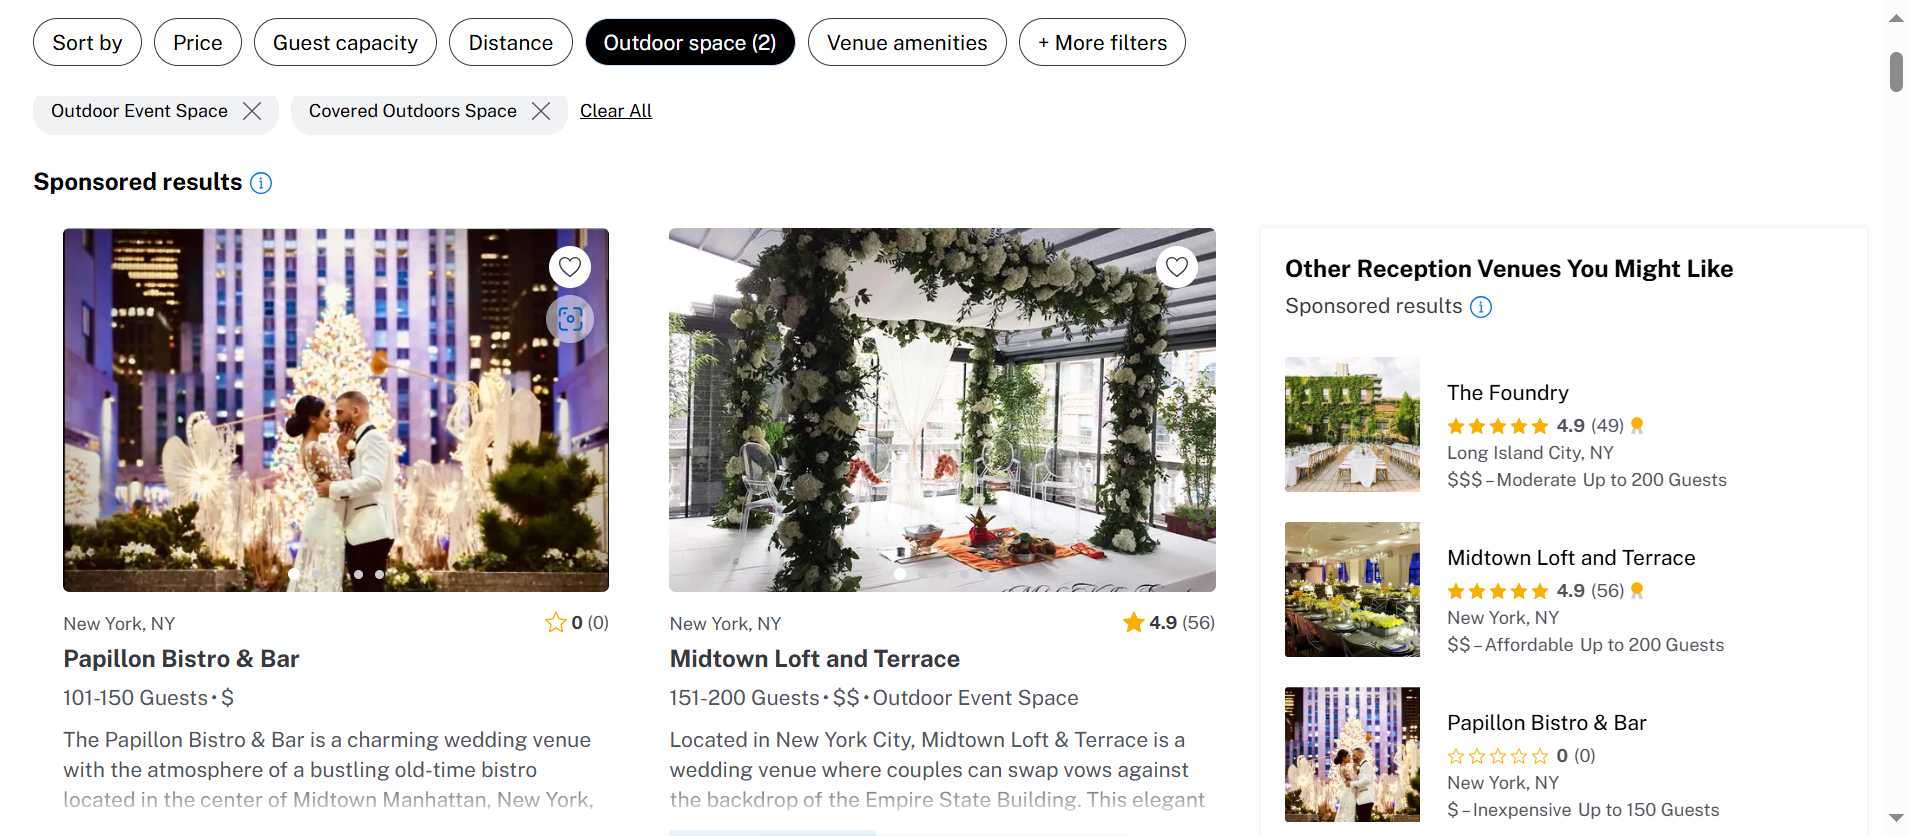 Sort by
Price
Guest capacity
Distance
Outdoor space (2)
Venue amenities
+ More filters
Outdoor Event Space
Covered Outdoors Space
Clear All
Sponsored results
New York, NY
0 (0)
Papillon Bistro & Bar
101-150 Guests • $
The Papillon Bistro & Bar is a charming wedding venue
with the atmosphere of a bustling old-time bistro
located in the center of Midtown Manhattan, New York,
New York, NY
4.9 (56)
Midtown Loft and Terrace
151-200 Guests • $$ • Outdoor Event Space
Located in New York City, Midtown Loft & Terrace is a
wedding venue where couples can swap vows against
the backdrop of the Empire State Building. This elegant
Other Reception Venues You Might Like
Sponsored results
The Foundry
4.9 (49)
Long Island City, NY
$$$ – Moderate Up to 200 Guests
Midtown Loft and Terrace
4.9 (56)
New York, NY
$$ – Affordable Up to 200 Guests
Papillon Bistro & Bar
0 (0)
New York, NY
$ – Inexpensive Up to 150 Guests